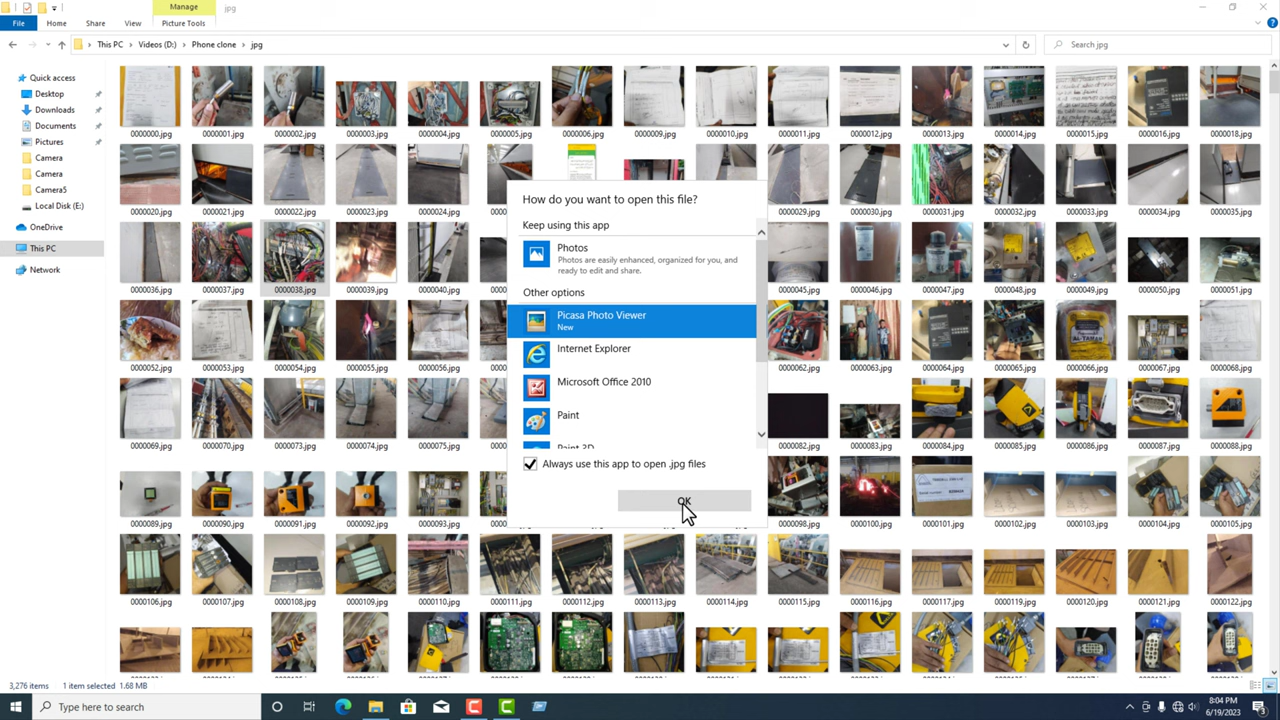 Manage
jpg
File
Home
Share
View
Picture Tools
This PC
Videos (D:)
Phone clone
jpg
Search jpg
Quick access
Desktop
Downloads
Documents
Pictures
Camera
Camera
Camera5
Local Disk (E:)
OneDrive
This PC
Network
0000000.jpg 0000001.jpg 0000002.jpg 0000003.jpg 0000004.jpg 0000005.jpg 0000006.jpg 0000009.jpg 0000010.jpg 0000011.jpg 0000012.jpg 0000013.jpg 0000014.jpg 0000015.jpg 0000016.jpg 0000018.jpg
0000020.jpg 0000021.jpg 0000022.jpg 0000023.jpg 0000024.jpg 0000029.jpg 0000030.jpg 0000031.jpg 0000032.jpg 0000033.jpg 0000034.jpg 0000035.jpg
0000036.jpg 0000037.jpg 0000038.jpg 0000039.jpg 0000040.jpg 0000045.jpg 0000046.jpg 0000047.jpg 0000048.jpg 0000049.jpg 0000050.jpg 0000051.jpg
0000052.jpg 0000053.jpg 0000054.jpg 0000055.jpg 0000056.jpg 0000062.jpg 0000063.jpg 0000064.jpg 0000065.jpg 0000066.jpg 0000067.jpg 0000068.jpg
0000069.jpg 0000070.jpg 0000073.jpg 0000074.jpg 0000075.jpg 0000082.jpg 0000083.jpg 0000084.jpg 0000085.jpg 0000086.jpg 0000087.jpg 0000088.jpg
0000089.jpg 0000090.jpg 0000091.jpg 0000092.jpg 0000093.jpg 0000098.jpg 0000100.jpg 0000101.jpg 0000102.jpg 0000103.jpg 0000104.jpg 0000105.jpg
0000106.jpg 0000107.jpg 0000108.jpg 0000109.jpg 0000110.jpg 0000111.jpg 0000112.jpg 0000113.jpg 0000114.jpg 0000115.jpg 0000116.jpg 0000117.jpg 0000119.jpg 0000120.jpg 0000121.jpg 0000122.jpg
How do you want to open this file?
Keep using this app
Photos
Photos are easily enhanced, organized for you, and
ready to edit and share.
Other options
Picasa Photo Viewer
New
Internet Explorer
Microsoft Office 2010
Paint
Paint 3D
Always use this app to open .jpg files
OK
3,276 items
1 item selected 1.68 MB
Type here to search
8:04 PM
6/19/2023
3